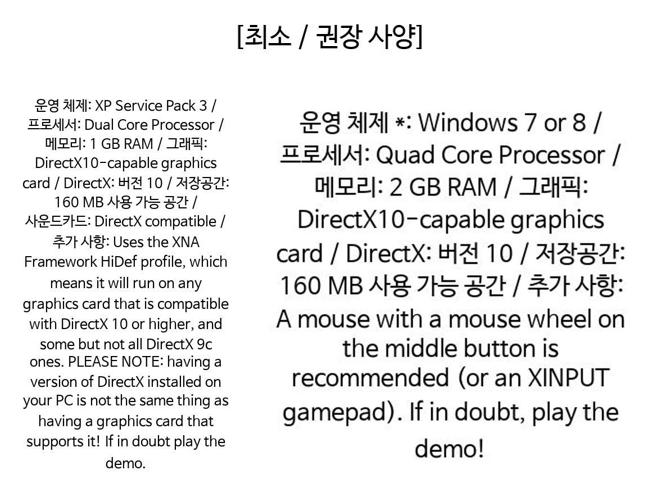 [최소 / 권장 사양]
운영 체제: XP Service Pack 3 /
프로세서: Dual Core Processor /
메모리: 1 GB RAM / 그래픽:
DirectX10-capable graphics
card / DirectX: 버전 10 / 저장공간:
160 MB 사용 가능 공간 /
사운드카드: DirectX compatible /
추가 사항: Uses the XNA
Framework HiDef profile, which
means it will run on any
graphics card that is compatible
with DirectX 10 or higher, and
some but not all DirectX 9c
ones. PLEASE NOTE: having a
version of DirectX installed on
your PC is not the same thing as
having a graphics card that
supports it! If in doubt play the
demo.
운영 체제 *: Windows 7 or 8 /
프로세서: Quad Core Processor /
메모리: 2 GB RAM / 그래픽:
DirectX10-capable graphics
card / DirectX: 버전 10 / 저장공간:
160 MB 사용 가능 공간 / 추가 사항:
A mouse with a mouse wheel on
the middle button is
recommended (or an XINPUT
gamepad). If in doubt, play the
demo!